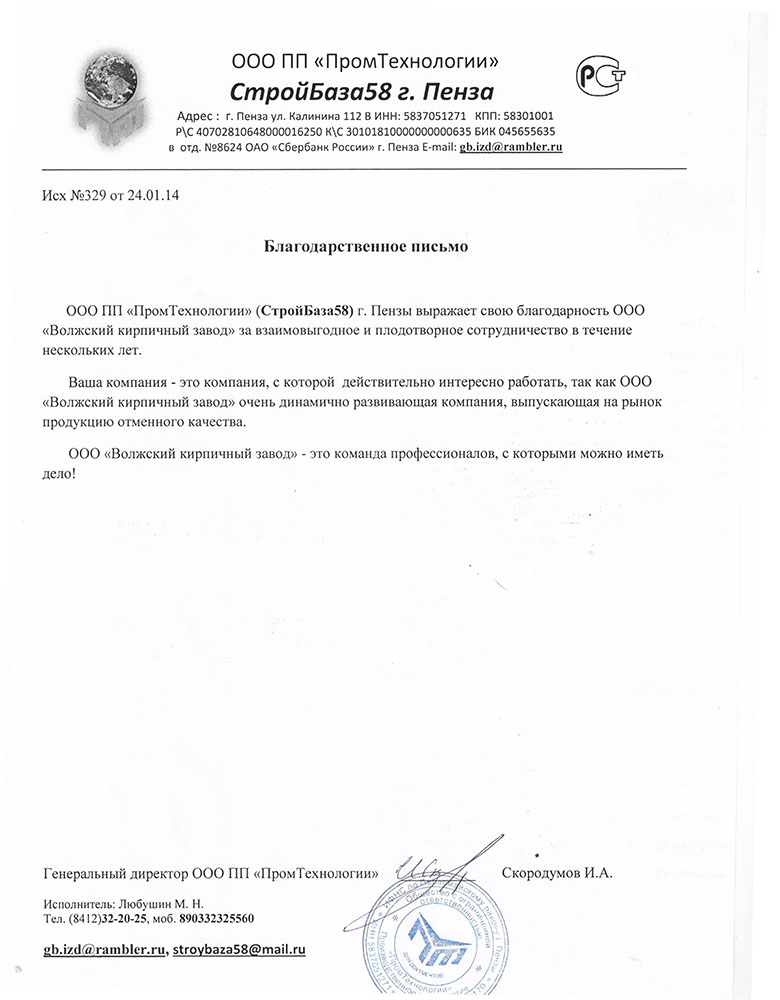 ООО ПП «ПромТехнологии»
СтройБаза58 г. Пенза
РСТ
Адрес : г. Пенза ул. Калинина 112 В ИНН: 5837051271 КПП: 58301001
Р\С 40702810648000016250 К\С 30101810000000000635 БИК 045655635
в отд. №8624 ОАО «Сбербанк России» г. Пенза E-mail: gb.izd@rambler.ru
Исх №329 от 24.01.14
Благодарственное письмо
ООО ПП «ПромТехнологии» (СтройБаза58) г. Пензы выражает свою благодарность ООО
«Волжский кирпичный завод» за взаимовыгодное и плодотворное сотрудничество в течение
нескольких лет.
Ваша компания - это компания, с которой действительно интересно работать, так как ООО
«Волжский кирпичный завод» очень динамично развивающая компания, выпускающая на рынок
продукцию отменного качества.
ООО «Волжский кирпичный завод» - это команда профессионалов, с которыми можно иметь
дело!
Генеральный директор ООО ПП «ПромТехнологии»
Скородумов И.А.
Исполнитель: Любушин М. Н.
Тел. (8412)32-20-25, моб. 890332325560
gb.izd@rambler.ru, stroybaza58@mail.ru
Общество с ограниченной
ответственностью
для документов
«ПромТехнологии»